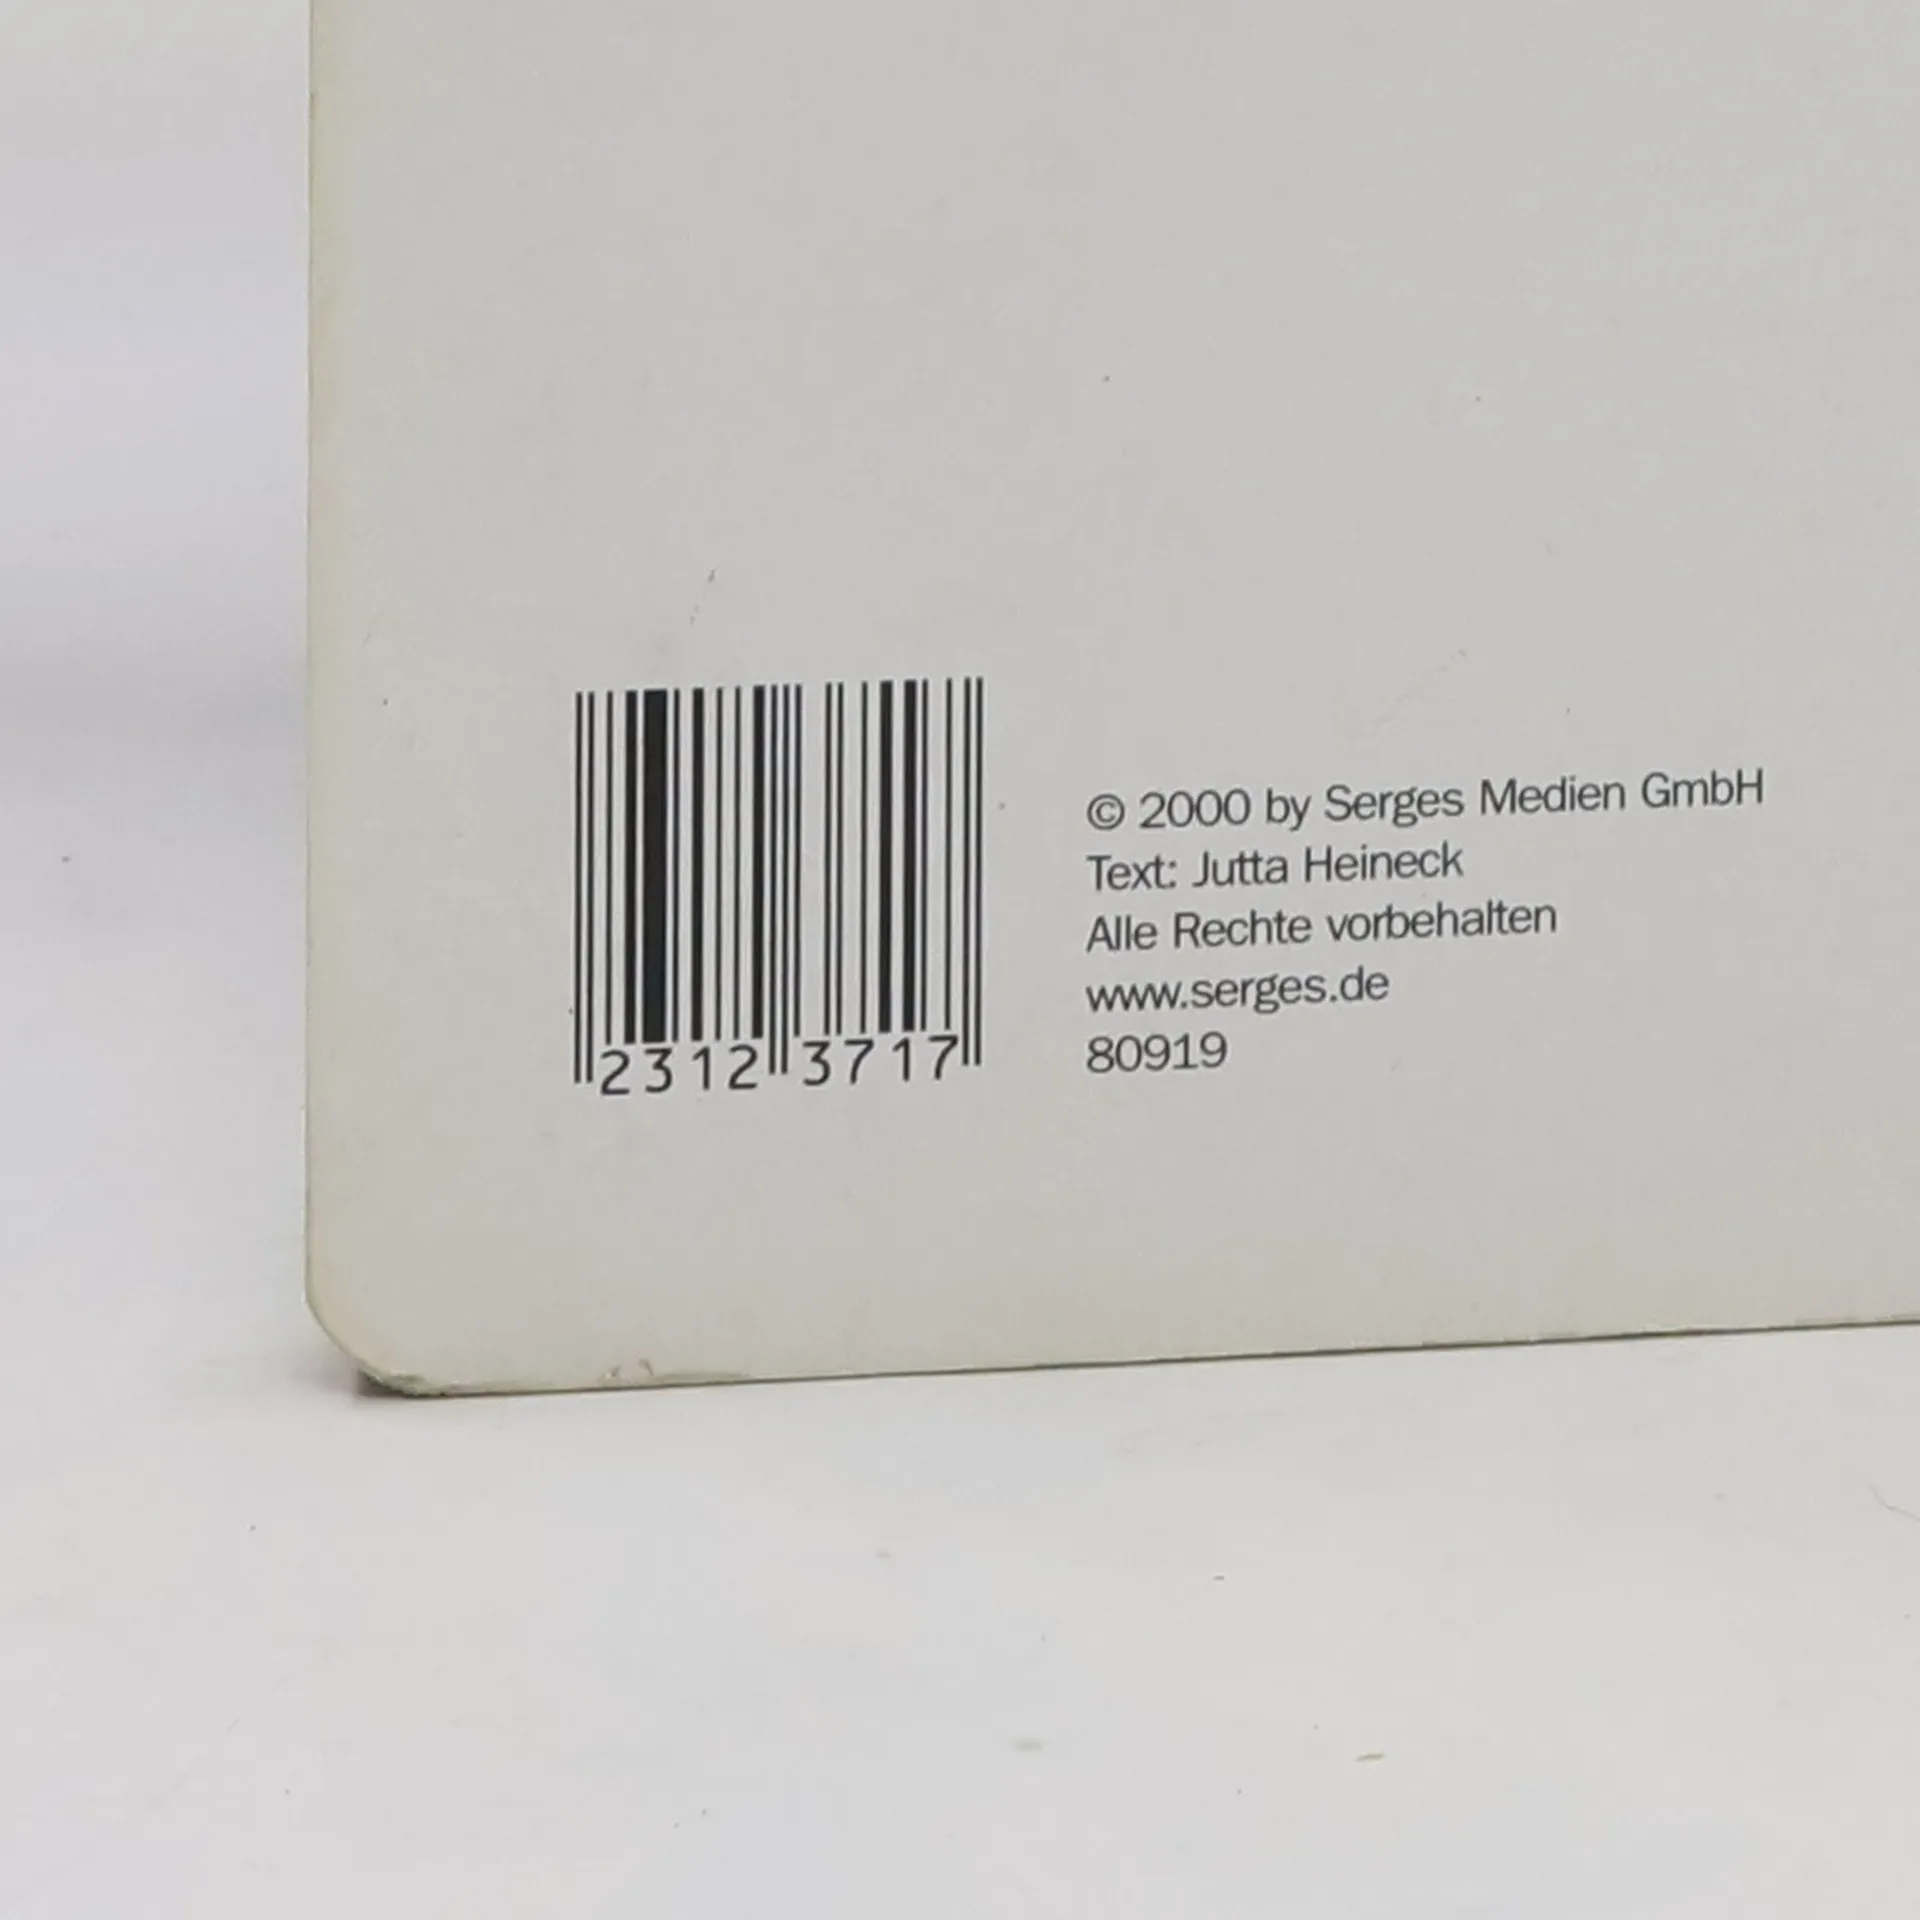 2312 3717
© 2000 by Serges Medien GmbH
Text: Jutta Heineck
Alle Rechte vorbehalten
www.serges.de
80919